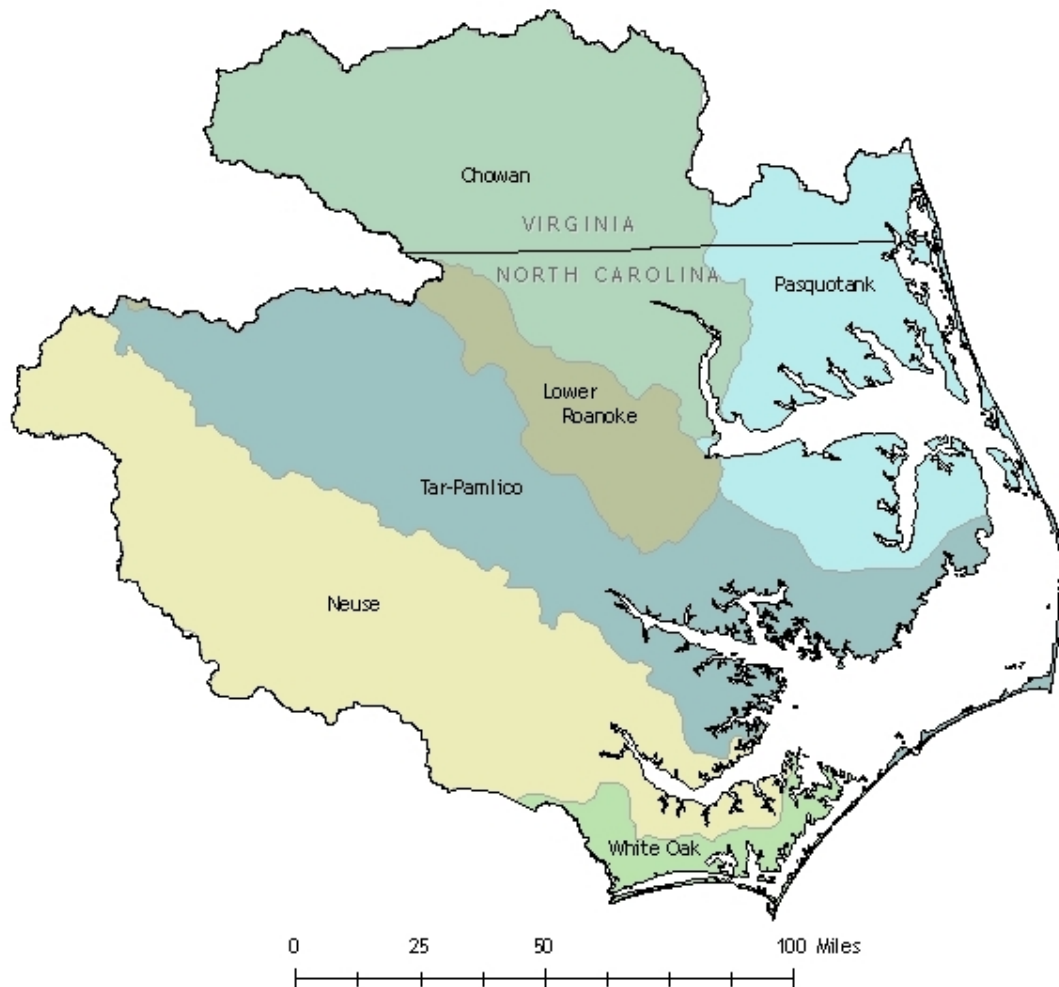 Chowan
VIRGINIA
NORTH CAROLINA
Pasquotank
Lower
Roanoke
Tar-Pamlico
Neuse
White Oak
0 25 50 100 Miles